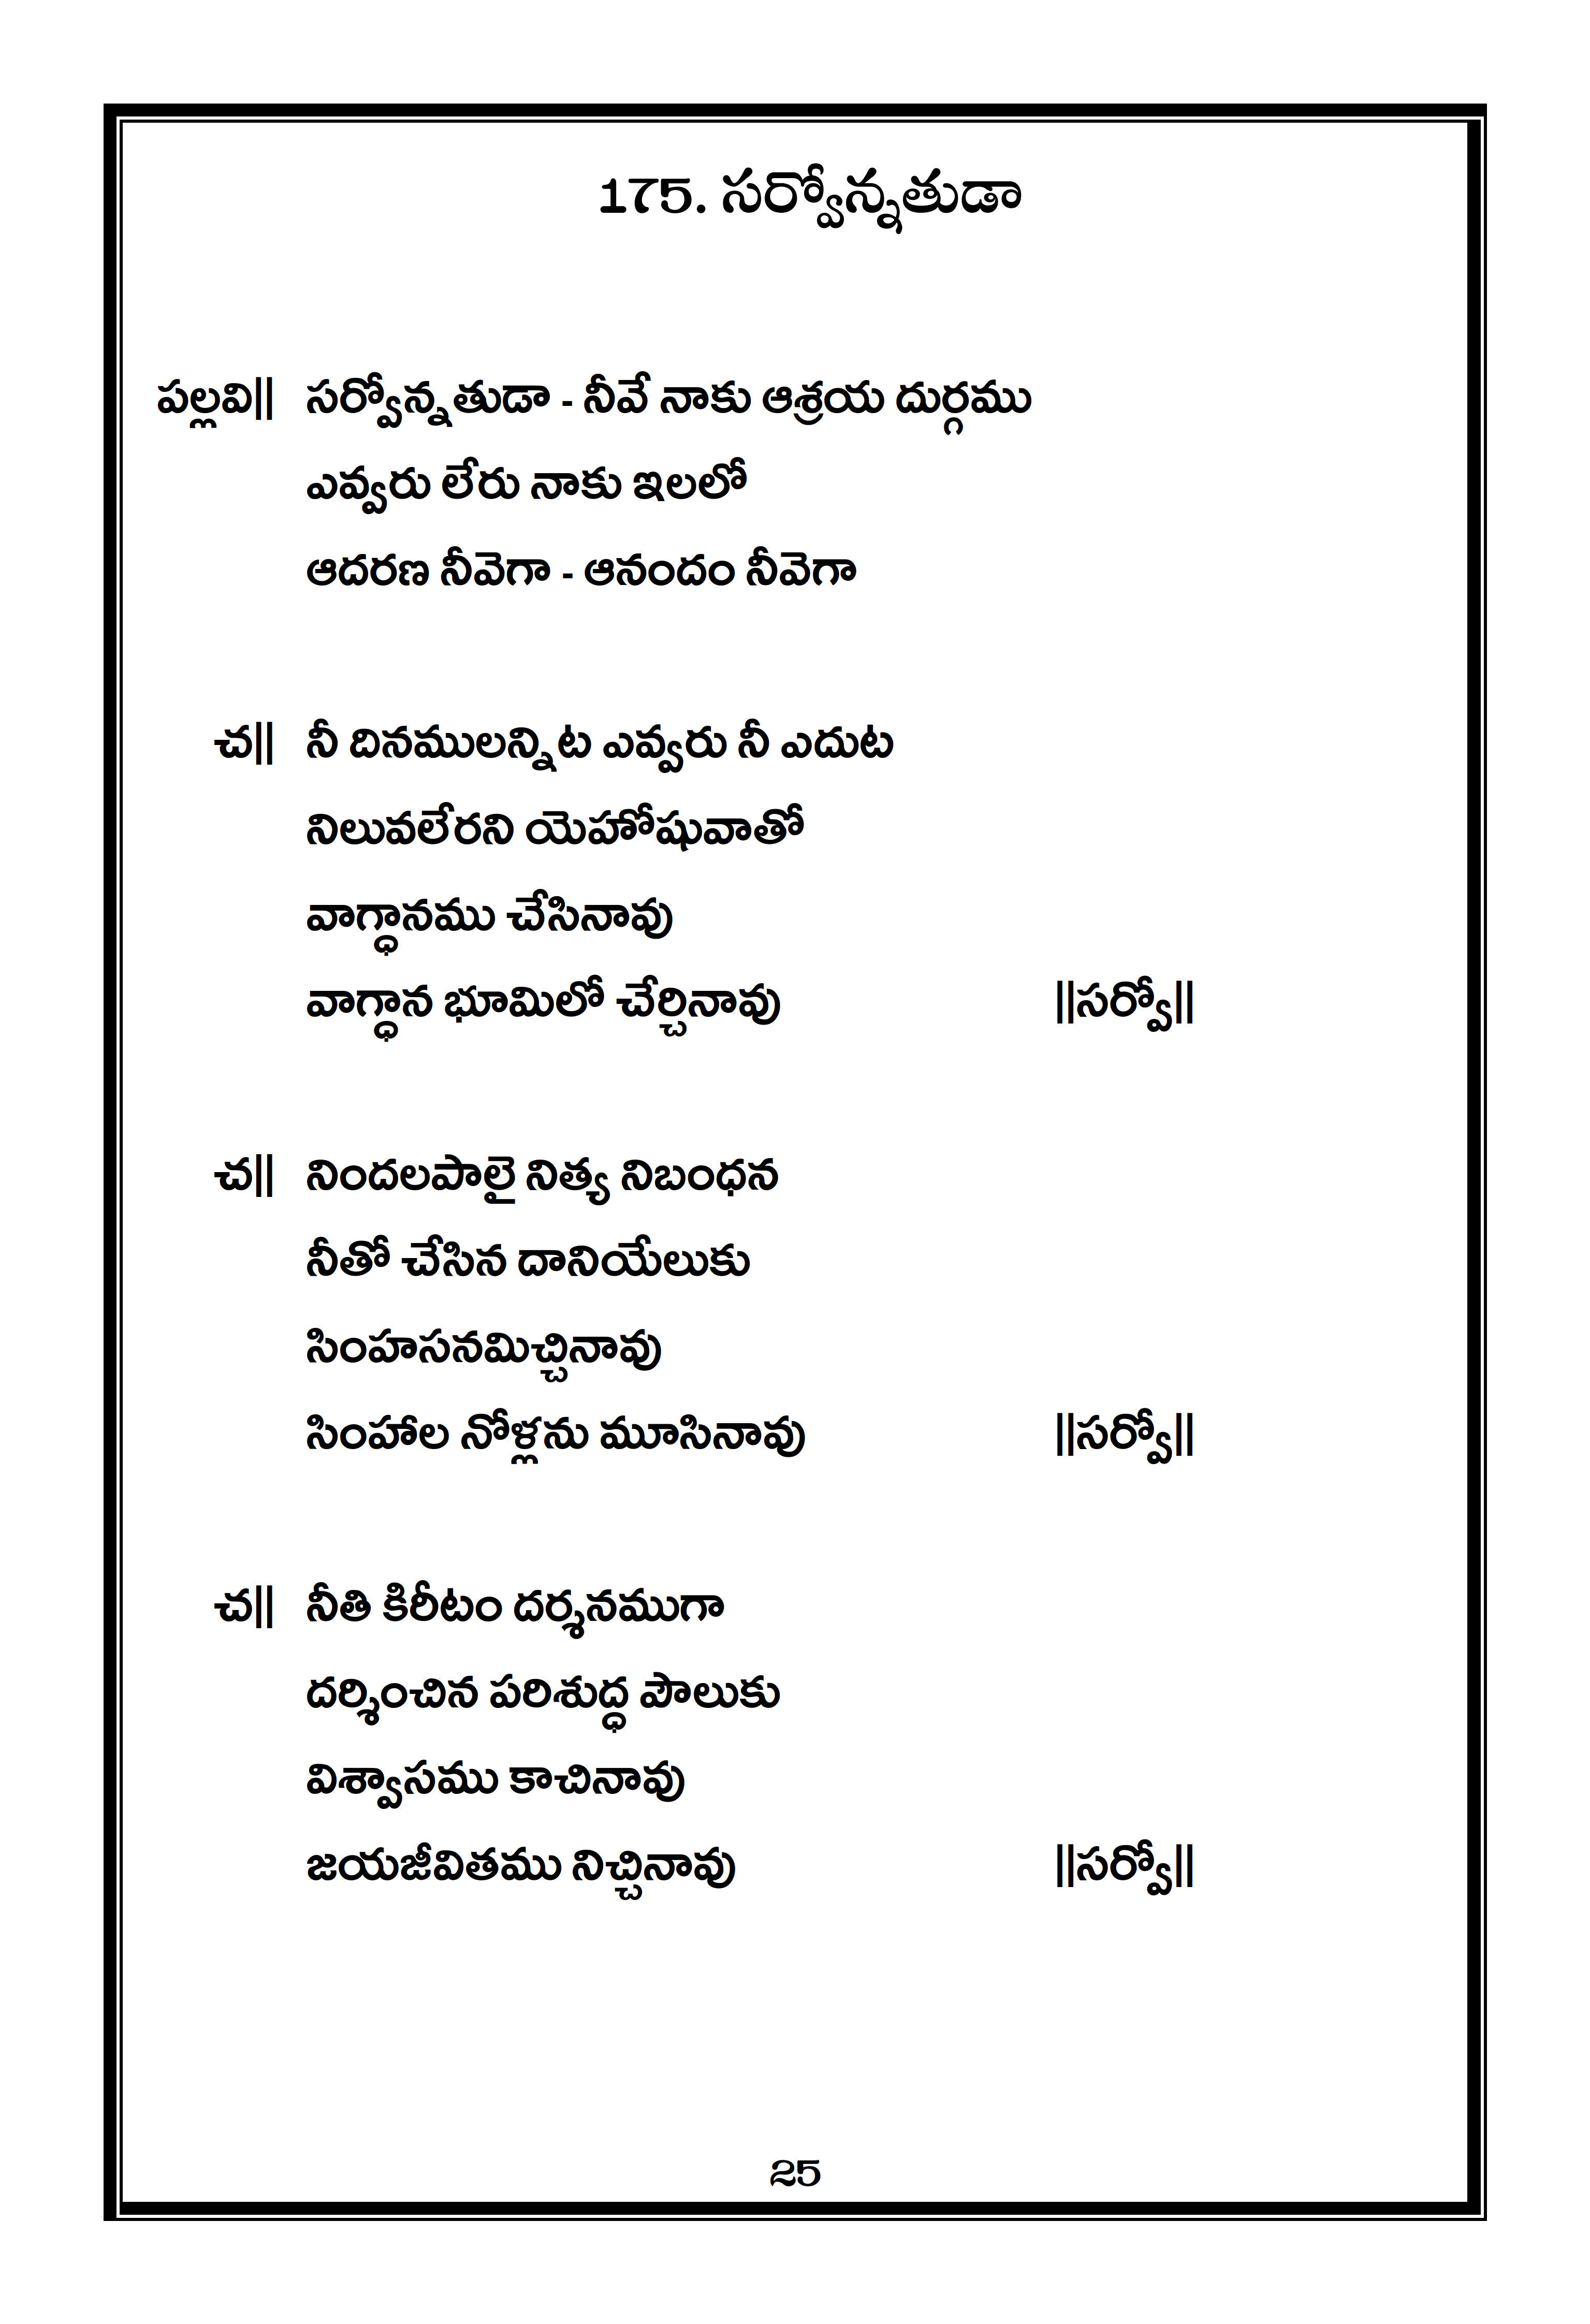 175. సర్వోన్నతుడా
పల్లవి|| సర్వోన్నతుడా - నీవే నాకు ఆశ్రయ దుర్గము
ఎవ్వరు లేరు నాకు ఇలలో
ఆదరణ నీవెగా - ఆనందం నీవెగా
చ|| నీ దినములన్నిట ఎవ్వరు నీ ఎదుట
నిలువలేరని యెహోషువాతో
వాగ్ధానము చేసినావు
వాగ్ధాన భూమిలో చేర్చినావు ||సర్వో||
చ|| నిందలపాలై నిత్య నిబంధన
నీతో చేసిన దానియేలుకు
సింహసనమిచ్చినావు
సింహాల నోళ్లను మూసినావు ||సర్వో||
చ|| నీతి కిరీటం దర్శనముగా
దర్శించిన పరిశుద్ధ పౌలుకు
విశ్వాసము కాచినావు
జయజీవితము నిచ్చినావు ||సర్వో||
25